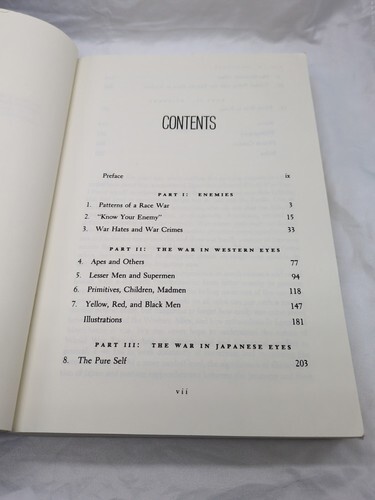 CONTENTS
Preface ix
PART I: ENEMIES
1. Patterns of a Race War 3
2. "Know Your Enemy" 15
3. War Hates and War Crimes 33
PART II: THE WAR IN WESTERN EYES
4. Apes and Others 77
5. Lesser Men and Supermen 94
6. Primitives, Children, Madmen 118
7. Yellow, Red, and Black Men 147
Illustrations 181
PART III: THE WAR IN JAPANESE EYES
8. The Pure Self 203
vii